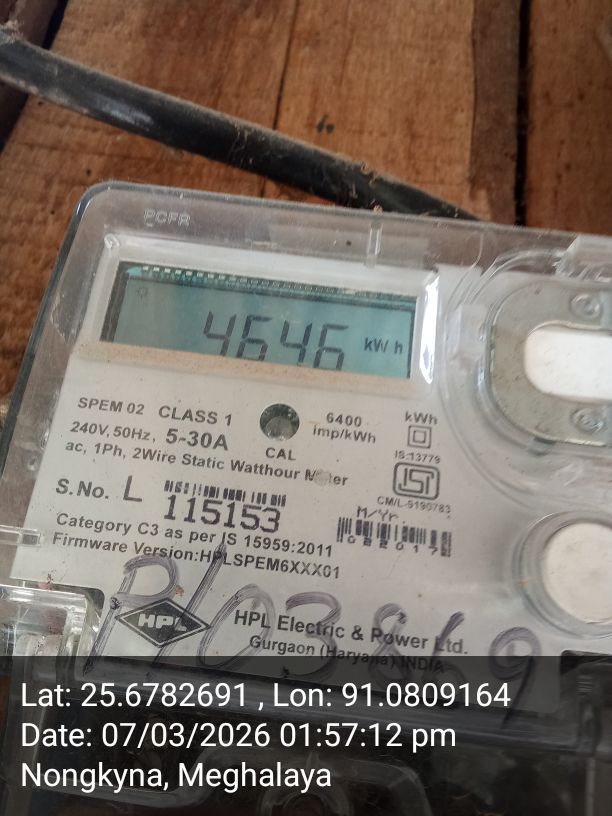 PCFR
4646 kW h
SPEM 02 CLASS 1
240V, 50Hz, 5-30A
ac, 1Ph, 2Wire Static Watthour Meter
CAL
6400
imp/kWh
kWh
IS:13779
CM/L-9190783
S.No. L 115153
M/Yr.
082017
Category C3 as per IS 15959:2011
Firmware Version:HPLSPEM6XXX01
HPL
HPL Electric & Power Ltd.
Gurgaon (Haryana) INDIA
Lat: 25.6782691 , Lon: 91.0809164
Date: 07/03/2026 01:57:12 pm
Nongkyna, Meghalaya